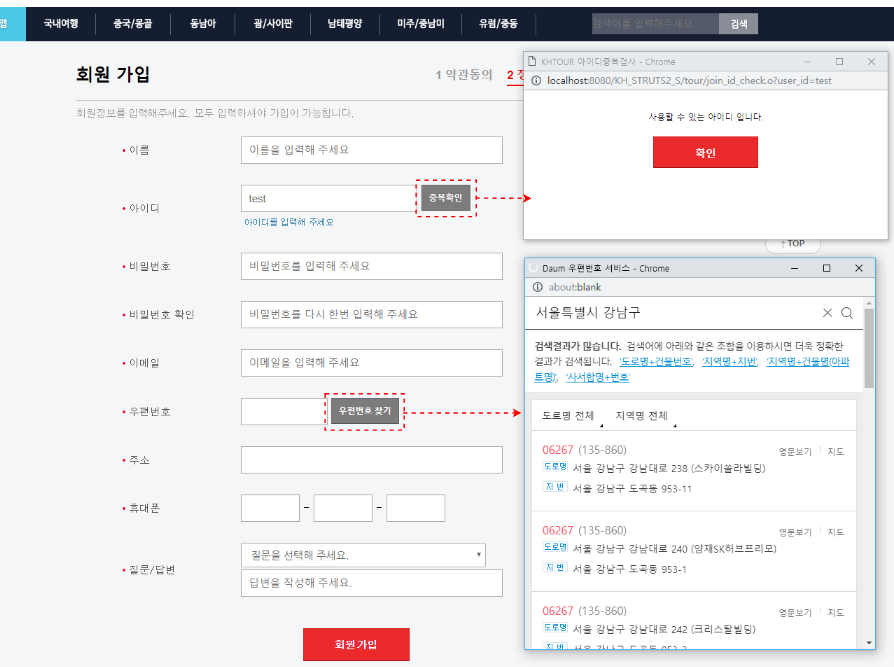 맵 국내여행 중국/몽골 동남아 괌/사이판 남태평양 미주/중남미 유럽/중동 검색어를 입력해주세요. 검색
회원 가입
1 약관동의 2 정
회원정보를 입력해주세요. 모두 입력하셔야 가입이 가능합니다.
• 이름 이름을 입력해 주세요
• 아이디 test 중복확인
아이디를 입력해 주세요
• 비밀번호 비밀번호를 입력해 주세요
• 비밀번호 확인 비밀번호를 다시 한번 입력해 주세요
• 이메일 이메일을 입력해 주세요
• 우편번호 우편번호 찾기
• 주소
• 휴대폰 - -
• 질문/답변 질문을 선택해 주세요.
답변을 작성해 주세요.
회원가입
KHTOUR 아이디중복검사 - Chrome
localhost:8080/KH_STRUTS2_S/tour/join_id_check.o?user_id=test
사용할 수 있는 아이디 입니다.
확인
↑ TOP
Daum 우편번호 서비스 - Chrome
about:blank
서울특별시 강남구
검색결과가 많습니다. 검색어에 아래와 같은 조합을 이용하시면 더욱 정확한
결과가 검색됩니다. '도로명+건물번호', '지역명+지번', '지역명+건물명(아파
트명)', '사서함명+번호'
도로명 전체 지역명 전체
06267 (135-860) 영문보기 지도
도로명 서울 강남구 강남대로 238 (스카이쏠라빌딩)
지번 서울 강남구 도곡동 953-11
06267 (135-860) 영문보기 지도
도로명 서울 강남구 강남대로 240 (양재SK허브프리모)
지번 서울 강남구 도곡동 953-1
06267 (135-860) 영문보기 지도
도로명 서울 강남구 강남대로 242 (크리스탈빌딩)
지번 서울 강남구 도곡동 953-2